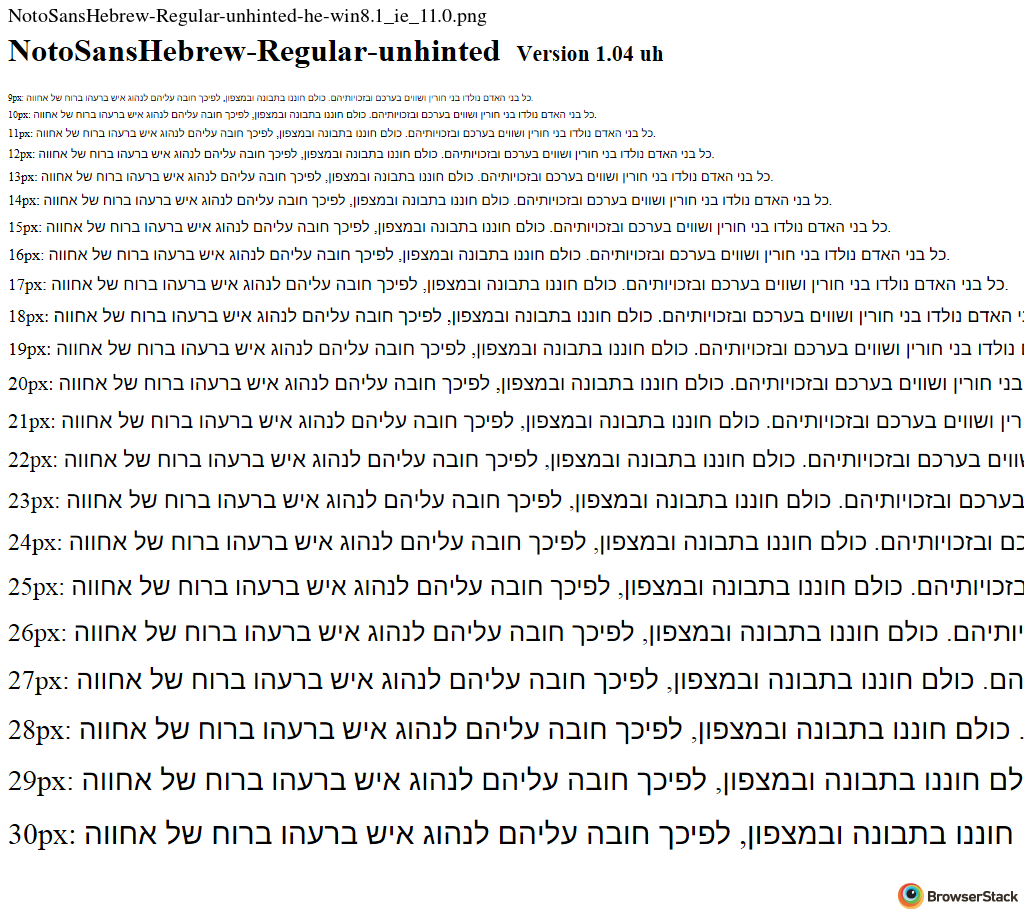 NotoSansHebrew-Regular-unhinted-he-win8.1_ie_11.0.png
NotoSansHebrew-Regular-unhinted Version 1.04 uh
9px: כל בני האדם נולדו בני חורין ושווים בערכם ובזכויותיהם. כולם חוננו בתבונה ובמצפון, לפיכך חובה עליהם לנהוג איש ברעהו ברוח של אחווה.
10px: כל בני האדם נולדו בני חורין ושווים בערכם ובזכויותיהם. כולם חוננו בתבונה ובמצפון, לפיכך חובה עליהם לנהוג איש ברעהו ברוח של אחווה.
11px: כל בני האדם נולדו בני חורין ושווים בערכם ובזכויותיהם. כולם חוננו בתבונה ובמצפון, לפיכך חובה עליהם לנהוג איש ברעהו ברוח של אחווה.
12px: כל בני האדם נולדו בני חורין ושווים בערכם ובזכויותיהם. כולם חוננו בתבונה ובמצפון, לפיכך חובה עליהם לנהוג איש ברעהו ברוח של אחווה.
13px: כל בני האדם נולדו בני חורין ושווים בערכם ובזכויותיהם. כולם חוננו בתבונה ובמצפון, לפיכך חובה עליהם לנהוג איש ברעהו ברוח של אחווה.
14px: כל בני האדם נולדו בני חורין ושווים בערכם ובזכויותיהם. כולם חוננו בתבונה ובמצפון, לפיכך חובה עליהם לנהוג איש ברעהו ברוח של אחווה.
15px: כל בני האדם נולדו בני חורין ושווים בערכם ובזכויותיהם. כולם חוננו בתבונה ובמצפון, לפיכך חובה עליהם לנהוג איש ברעהו ברוח של אחווה.
16px: כל בני האדם נולדו בני חורין ושווים בערכם ובזכויותיהם. כולם חוננו בתבונה ובמצפון, לפיכך חובה עליהם לנהוג איש ברעהו ברוח של אחווה.
17px: כל בני האדם נולדו בני חורין ושווים בערכם ובזכויותיהם. כולם חוננו בתבונה ובמצפון, לפיכך חובה עליהם לנהוג איש ברעהו ברוח של אחווה.
18px: האדם נולדו בני חורין ושווים בערכם ובזכויותיהם. כולם חוננו בתבונה ובמצפון, לפיכך חובה עליהם לנהוג איש ברעהו ברוח של אחווה
19px: נולדו בני חורין ושווים בערכם ובזכויותיהם. כולם חוננו בתבונה ובמצפון, לפיכך חובה עליהם לנהוג איש ברעהו ברוח של אחווה
20px: בני חורין ושווים בערכם ובזכויותיהם. כולם חוננו בתבונה ובמצפון, לפיכך חובה עליהם לנהוג איש ברעהו ברוח של אחווה
21px: רין ושווים בערכם ובזכויותיהם. כולם חוננו בתבונה ובמצפון, לפיכך חובה עליהם לנהוג איש ברעהו ברוח של אחווה
22px: ווים בערכם ובזכויותיהם. כולם חוננו בתבונה ובמצפון, לפיכך חובה עליהם לנהוג איש ברעהו ברוח של אחווה
23px: בערכם ובזכויותיהם. כולם חוננו בתבונה ובמצפון, לפיכך חובה עליהם לנהוג איש ברעהו ברוח של אחווה
24px: כם ובזכויותיהם. כולם חוננו בתבונה ובמצפון, לפיכך חובה עליהם לנהוג איש ברעהו ברוח של אחווה
25px: בזכויותיהם. כולם חוננו בתבונה ובמצפון, לפיכך חובה עליהם לנהוג איש ברעהו ברוח של אחווה
26px: יותיהם. כולם חוננו בתבונה ובמצפון, לפיכך חובה עליהם לנהוג איש ברעהו ברוח של אחווה
27px: הם. כולם חוננו בתבונה ובמצפון, לפיכך חובה עליהם לנהוג איש ברעהו ברוח של אחווה
28px: . כולם חוננו בתבונה ובמצפון, לפיכך חובה עליהם לנהוג איש ברעהו ברוח של אחווה
29px: לם חוננו בתבונה ובמצפון, לפיכך חובה עליהם לנהוג איש ברעהו ברוח של אחווה
30px: חוננו בתבונה ובמצפון, לפיכך חובה עליהם לנהוג איש ברעהו ברוח של אחווה
BrowserStack